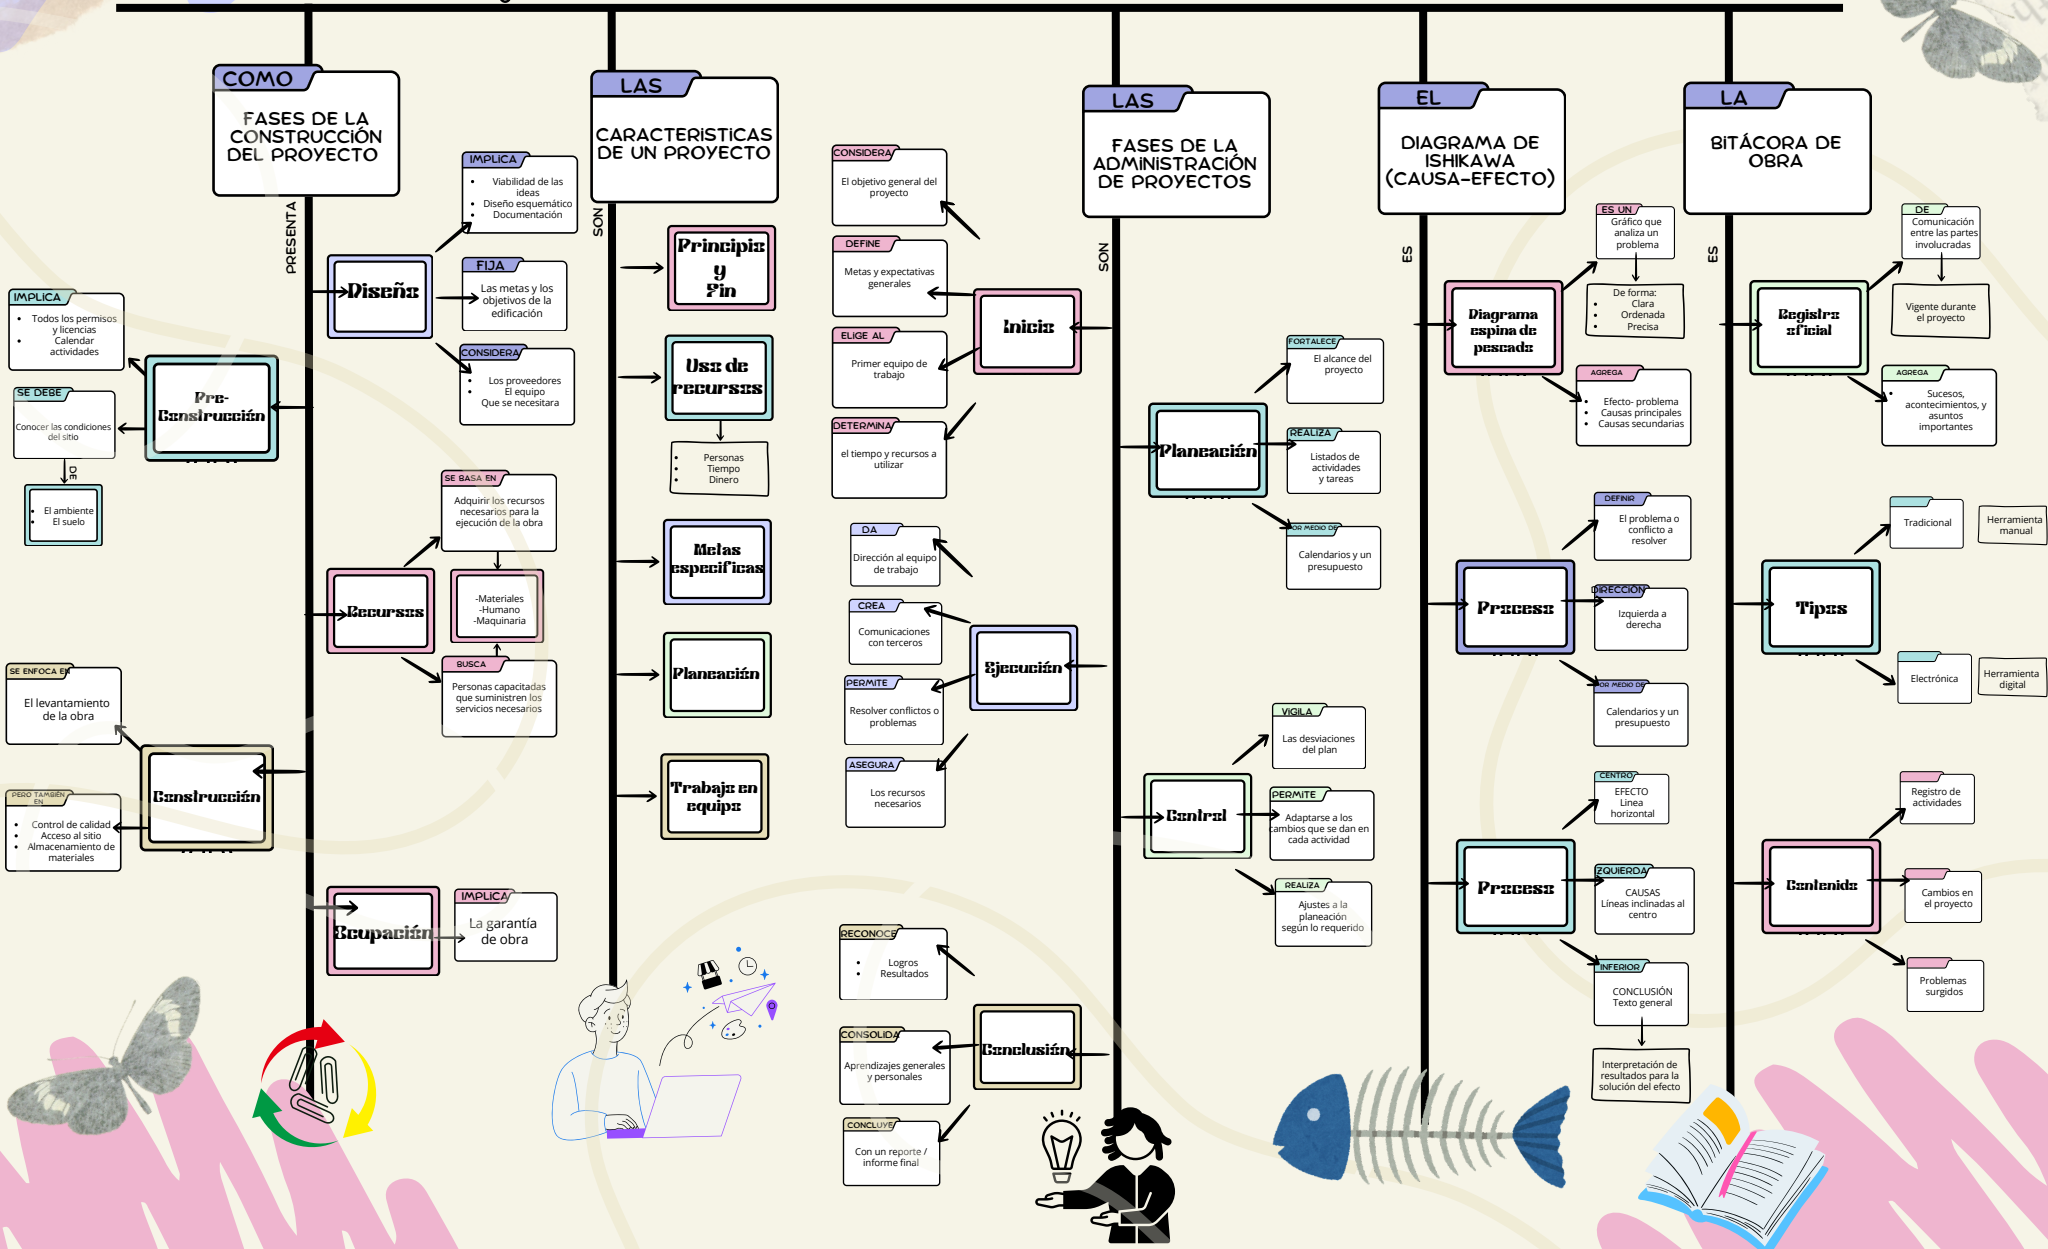 COMO
FASES DE LA
CONSTRUCCIÓN
DEL PROYECTO
PRESENTA
Diseño
IMPLICA
Viabilidad de las
ideas
Diseño esquemático
Documentación
FIJA
Las metas y los
objetivos de la
edificación
CONSIDERA
Los proveedores
El equipo
Que se necesitara
Pre-
Construcción
IMPLICA
Todos los permisos
y licencias
Calendar
actividades
SE DEBE
Conocer las condiciones
del sitio
DE
El ambiente
El suelo
Recursos
SE BASA EN
Adquirir los recursos
necesarios para la
ejecución de la obra
-Materiales
-Humano
-Maquinaria
BUSCA
Personas capacitadas
que suministren los
servicios necesarios
Construcción
SE ENFOCA EN
El levantamiento
de la obra
PERO TAMBIÉN
EN
Control de calidad
Acceso al sitio
Almacenamiento de
materiales
Ocupación
IMPLICA
La garantía
de obra
LAS
CARACTERÍSTICAS
DE UN PROYECTO
SON
Principio
y
Fin
Uso de
recursos
Personas
Tiempo
Dinero
Metas
especificas
Planeación
Trabajo en
equipo
LAS
FASES DE LA
ADMINISTRACIÓN
DE PROYECTOS
SON
Inicio
CONSIDERA
El objetivo general del
proyecto
DEFINE
Metas y expectativas
generales
ELIGE AL
Primer equipo de
trabajo
DETERMINA
el tiempo y recursos a
utilizar
Planeación
FORTALECE
El alcance del
proyecto
REALIZA
Listados de
actividades
y tareas
OR MEDIO DE
Calendarios y un
presupuesto
Ejecución
DA
Dirección al equipo
de trabajo
CREA
Comunicaciones
con terceros
PERMITE
Resolver conflictos o
problemas
ASEGURA
Los recursos
necesarios
Control
VIGILA
Las desviaciones
del plan
PERMITE
Adaptarse a los
cambios que se dan en
cada actividad
REALIZA
Ajustes a la
planeación
según lo requerido
Conclusión
RECONOCE
Logros
Resultados
CONSOLIDA
Aprendizajes generales
y personales
CONCLUYE
Con un reporte /
informe final
EL
DIAGRAMA DE
ISHIKAWA
(CAUSA-EFECTO)
ES
Diagrama
espina de
pescado
ES UN
Gráfico que
analiza un
problema
De forma:
Clara
Ordenada
Precisa
AGREGA
Efecto- problema
Causas principales
Causas secundarias
Proceso
DEFINIR
El problema o
conflicto a
resolver
DIRECCIÓN
Izquierda a
derecha
OR MEDIO DE
Calendarios y un
presupuesto
Proceso
CENTRO
EFECTO
Linea
horizontal
IZQUIERDA
CAUSAS
Líneas inclinadas al
centro
INFERIOR
CONCLUSIÓN
Texto general
Interpretación de
resultados para la
solución del efecto
LA
BITÁCORA DE
OBRA
ES
Registro
oficial
DE
Comunicación
entre las partes
involucradas
Vigente durante
el proyecto
AGREGA
Sucesos,
acontecimientos, y
asuntos
importantes
Tipos
Tradicional
Herramienta
manual
Electrónica
Herramienta
digital
Contenido
Registro de
actividades
Cambios en
el proyecto
Problemas
surgidos